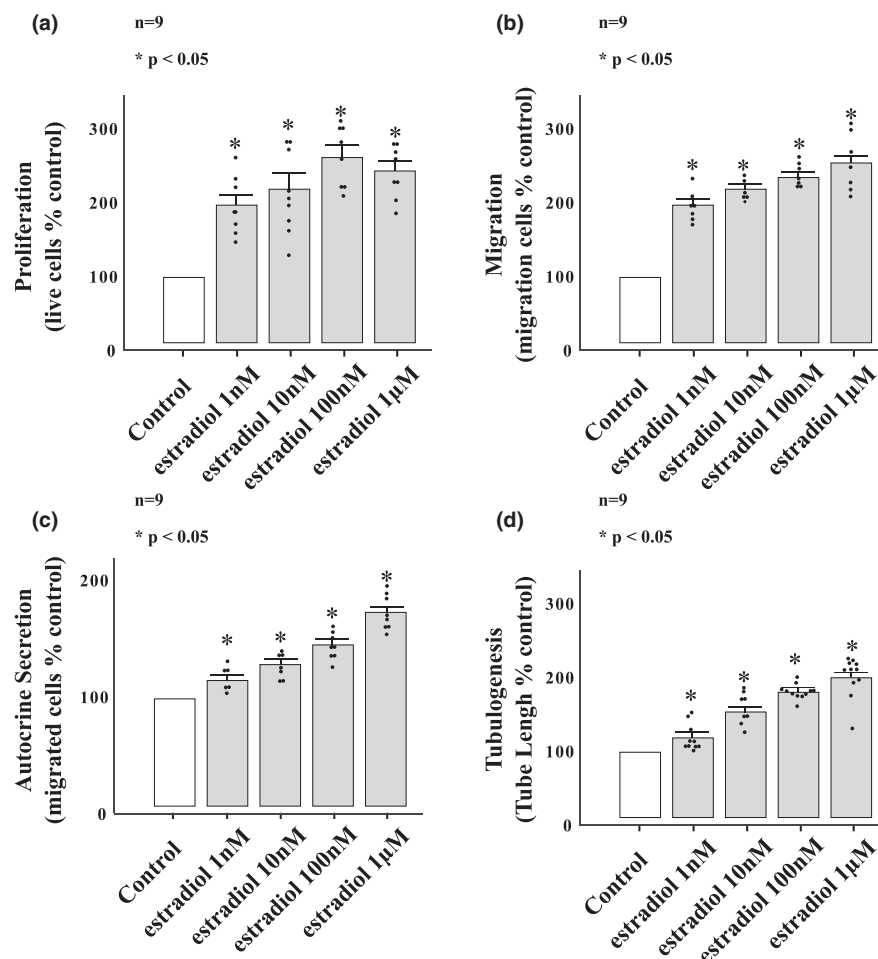 (a)
n=9
* p < 0.05
Proliferation
(live cells % control)
300
200
100
0
* * * *
Control
estradiol 1nM
estradiol 10nM
estradiol 100nM
estradiol 1µM
(b)
n=9
* p < 0.05
Migration
(migration cells % control)
300
200
100
0
* * * *
Control
estradiol 1nM
estradiol 10nM
estradiol 100nM
estradiol 1µM
(c)
n=9
* p < 0.05
Autocrine Secretion
(migrated cells % control)
200
100
0
* * * *
Control
estradiol 1nM
estradiol 10nM
estradiol 100nM
estradiol 1µM
(d)
n=9
* p < 0.05
Tubulogenesis
(Tube Lengh % control)
300
200
100
0
* * * *
Control
estradiol 1nM
estradiol 10nM
estradiol 100nM
estradiol 1µM